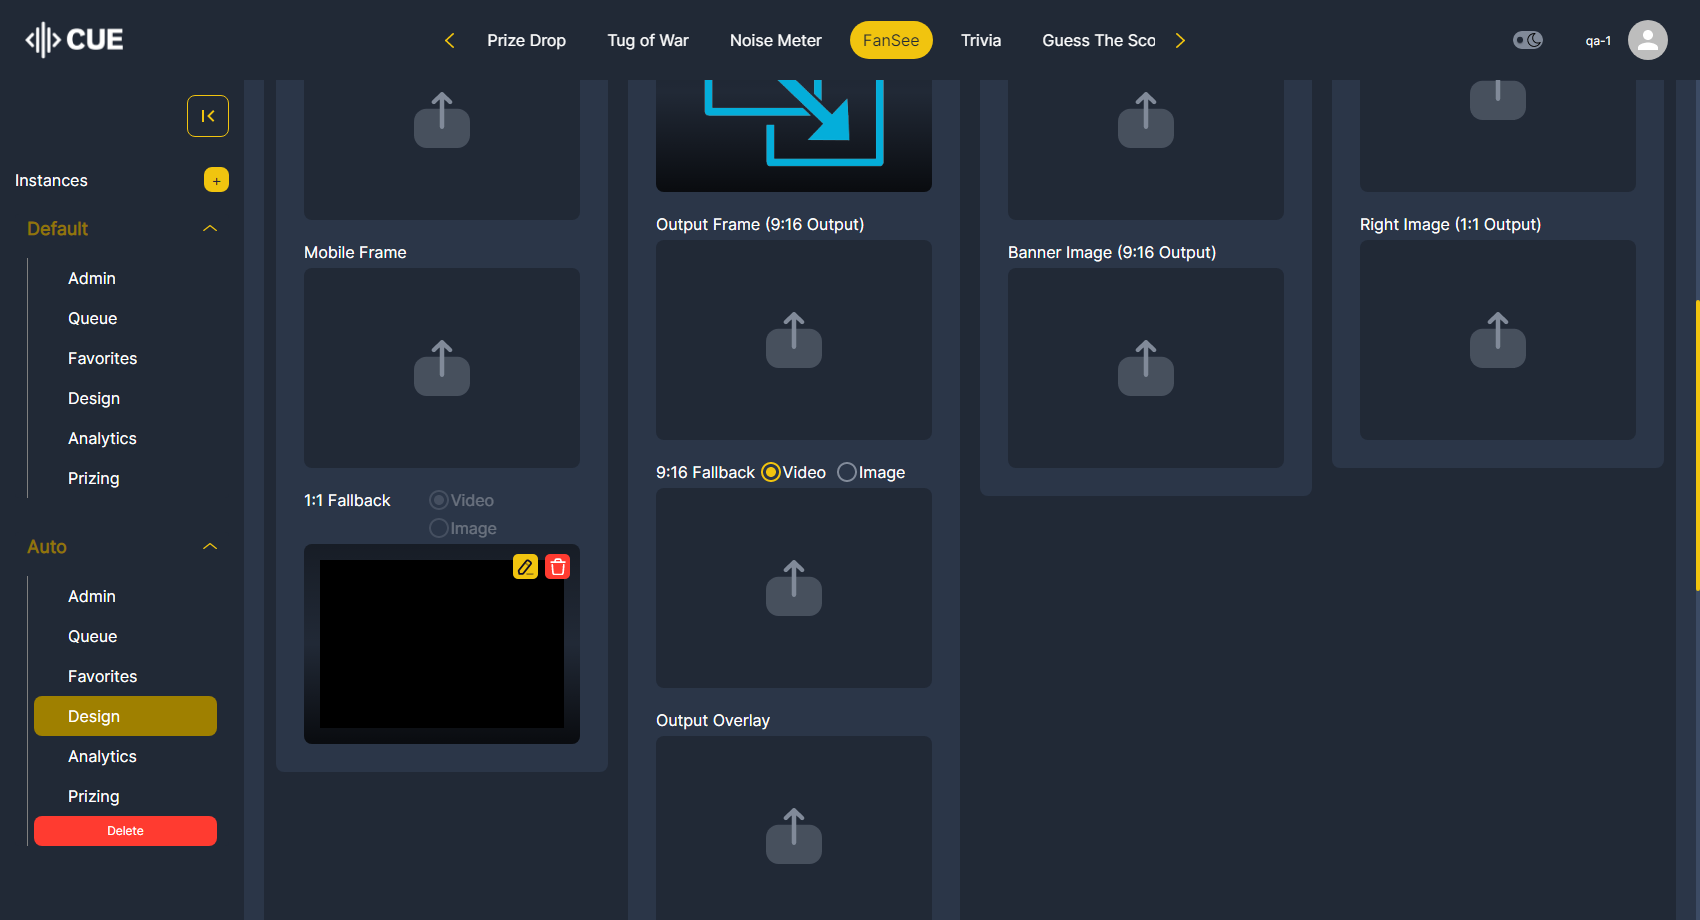 CUE
Prize Drop
Tug of War
Noise Meter
FanSee
Trivia
Guess The Sco
qa-1
Instances
+
Default
Admin
Queue
Favorites
Design
Analytics
Prizing
Auto
Admin
Queue
Favorites
Design
Analytics
Prizing
Delete
Mobile Frame
1:1 Fallback
Video
Image
Output Frame (9:16 Output)
9:16 Fallback Video Image
Output Overlay
Banner Image (9:16 Output)
Right Image (1:1 Output)